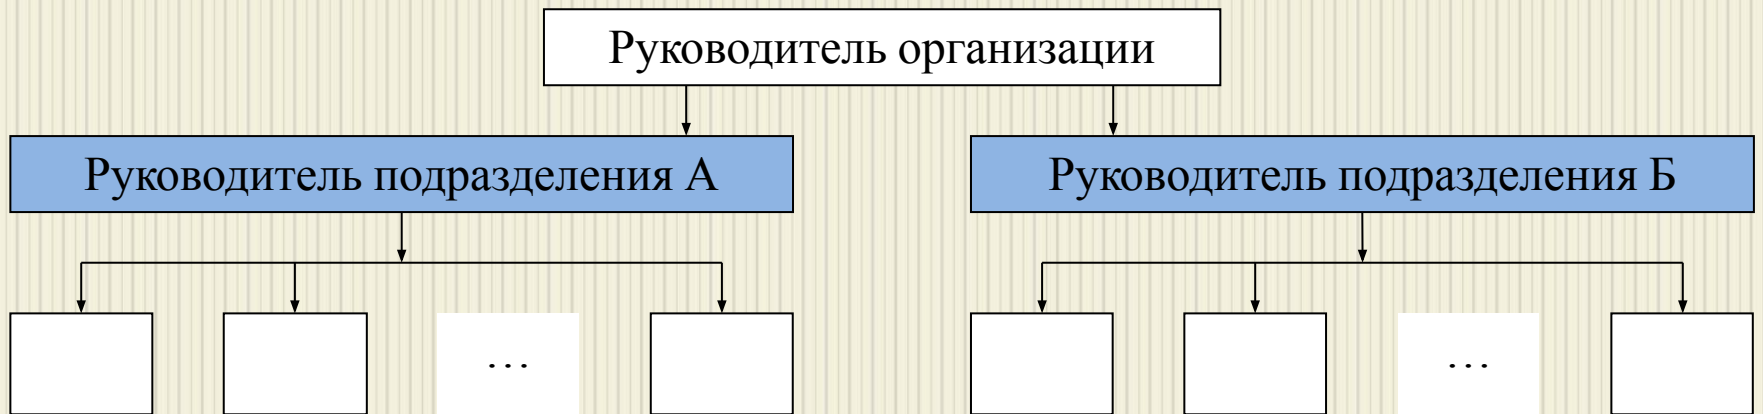 Руководитель организации
Руководитель подразделения А
Руководитель подразделения Б
...
...